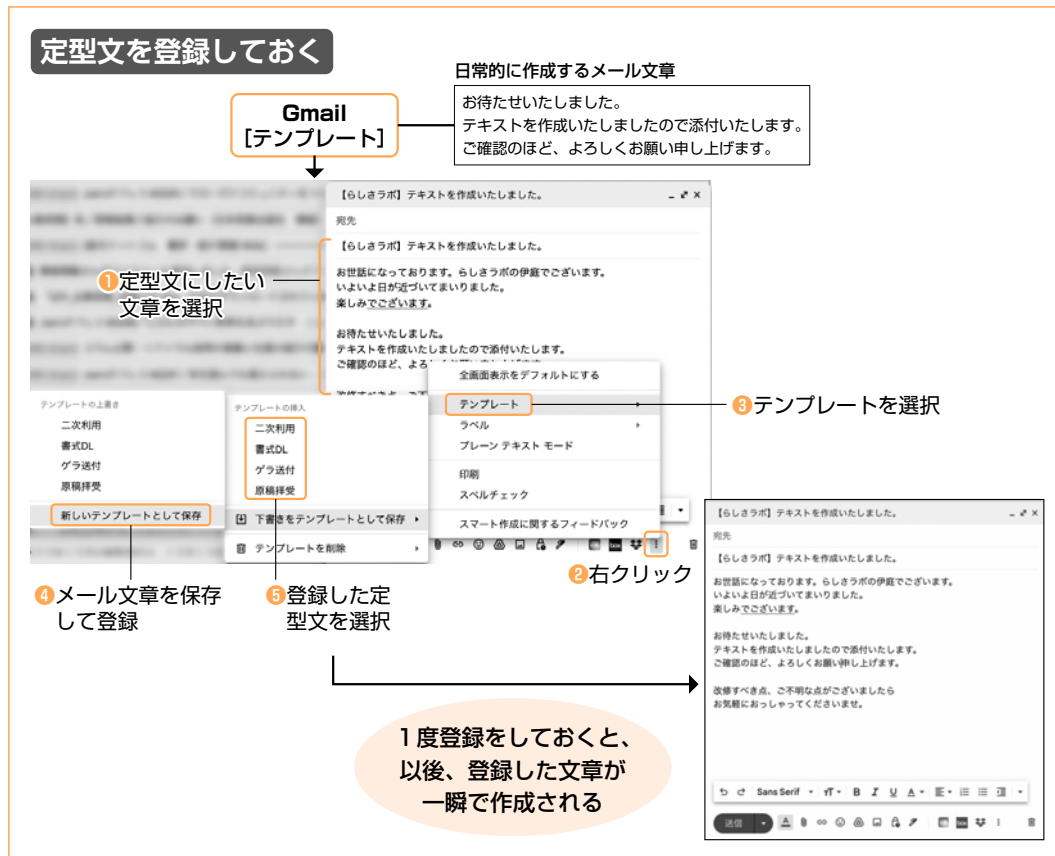 定型文を登録しておく
日常的に作成するメール文章
お待たせいたしました。
テキストを作成いたしましたので添付いたします。
ご確認のほど、よろしくお願い申し上げます。
Gmail
[テンプレート]
【らしさラボ】テキストを作成いたしました。
宛先
【らしさラボ】テキストを作成いたしました。
お世話になっております。らしさラボの伊庭でございます。
いよいよ日が近づいてまいりました。
楽しみでございます。
お待たせいたしました。
テキストを作成いたしましたので添付いたします。
ご確認のほど、よろ
❶定型文にしたい
文章を選択
全画面表示をデフォルトにする
テンプレート
ラベル
プレーン テキスト モード
印刷
スペルチェック
スマート作成に関するフィードバック
❸テンプレートを選択
❷右クリック
テンプレートの上書き
二次利用
書式DL
ゲラ送付
原稿拝受
新しいテンプレートとして保存
テンプレートの挿入
二次利用
書式DL
ゲラ送付
原稿拝受
下書きをテンプレートとして保存
テンプレートを削除
❹メール文章を保存
して登録
❺登録した定
型文を選択
【らしさラボ】テキストを作成いたしました。
宛先
【らしさラボ】テキストを作成いたしました。
お世話になっております。らしさラボの伊庭でございます。
いよいよ日が近づいてまいりました。
楽しみでございます。
お待たせいたしました。
テキストを作成いたしましたので添付いたします。
ご確認のほど、よろしくお願い申し上げます。
改修すべき点、ご不明な点がございましたら
お気軽におっしゃってくださいませ。
Sans Serif
送信
1度登録をしておくと、
以後、登録した文章が
一瞬で作成される